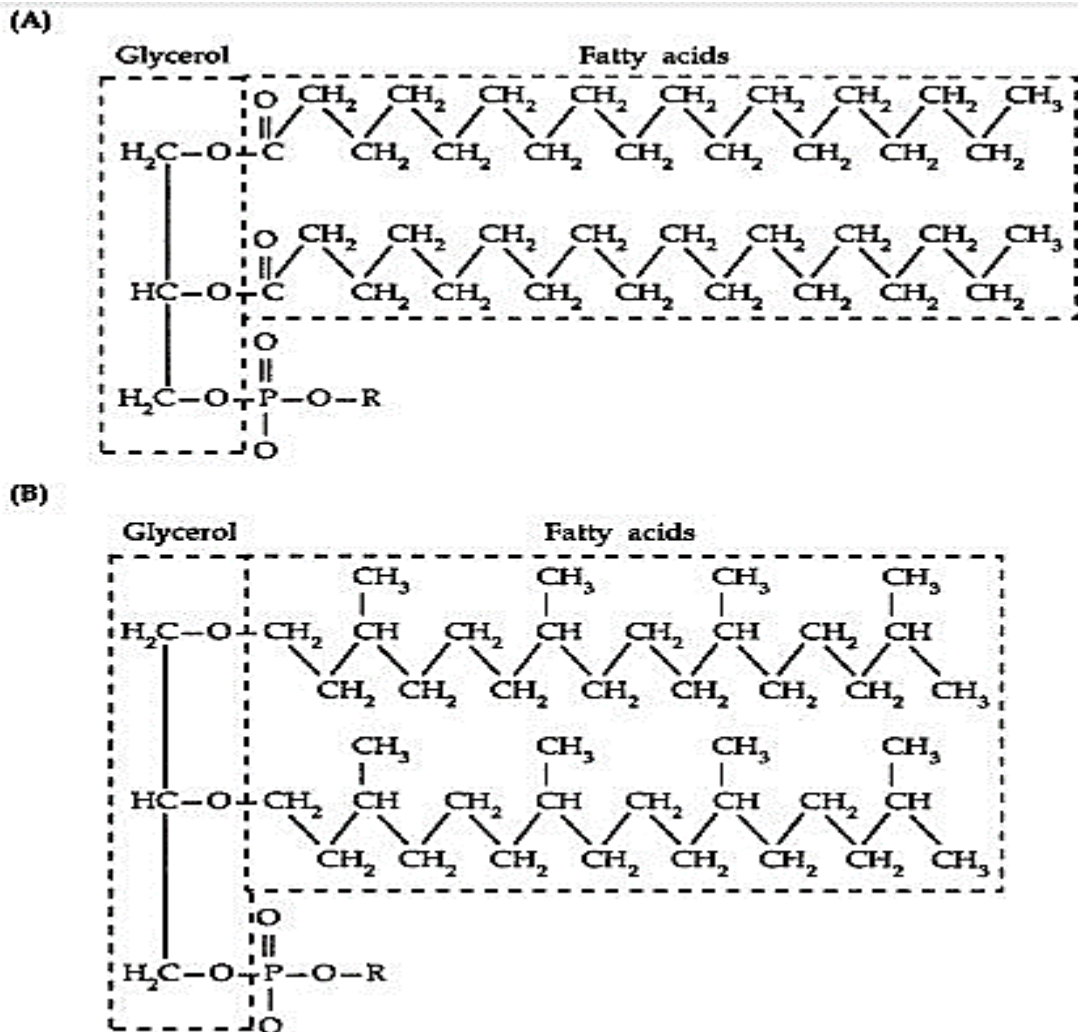 (A)
Glycerol Fatty acids
O CH₂ CH₂ CH₂ CH₂ CH₂ CH₂ CH₂ CH₂ CH₃
H₂C–O–C CH₂ CH₂ CH₂ CH₂ CH₂ CH₂ CH₂ CH₂
O CH₂ CH₂ CH₂ CH₂ CH₂ CH₂ CH₂ CH₂ CH₃
HC–O–C CH₂ CH₂ CH₂ CH₂ CH₂ CH₂ CH₂ CH₂
O
H₂C–O–P–O–R
O
(B)
Glycerol Fatty acids
CH₃ CH₃ CH₃ CH₃
H₂C–O–CH₂ CH CH₂ CH CH₂ CH CH₂ CH
CH₂ CH₂ CH₂ CH₂ CH₂ CH₂ CH₂ CH₃
CH₃ CH₃ CH₃ CH₃
HC–O–CH₂ CH CH₂ CH CH₂ CH CH₂ CH
CH₂ CH₂ CH₂ CH₂ CH₂ CH₂ CH₂ CH₃
O
H₂C–O–P–O–R
O